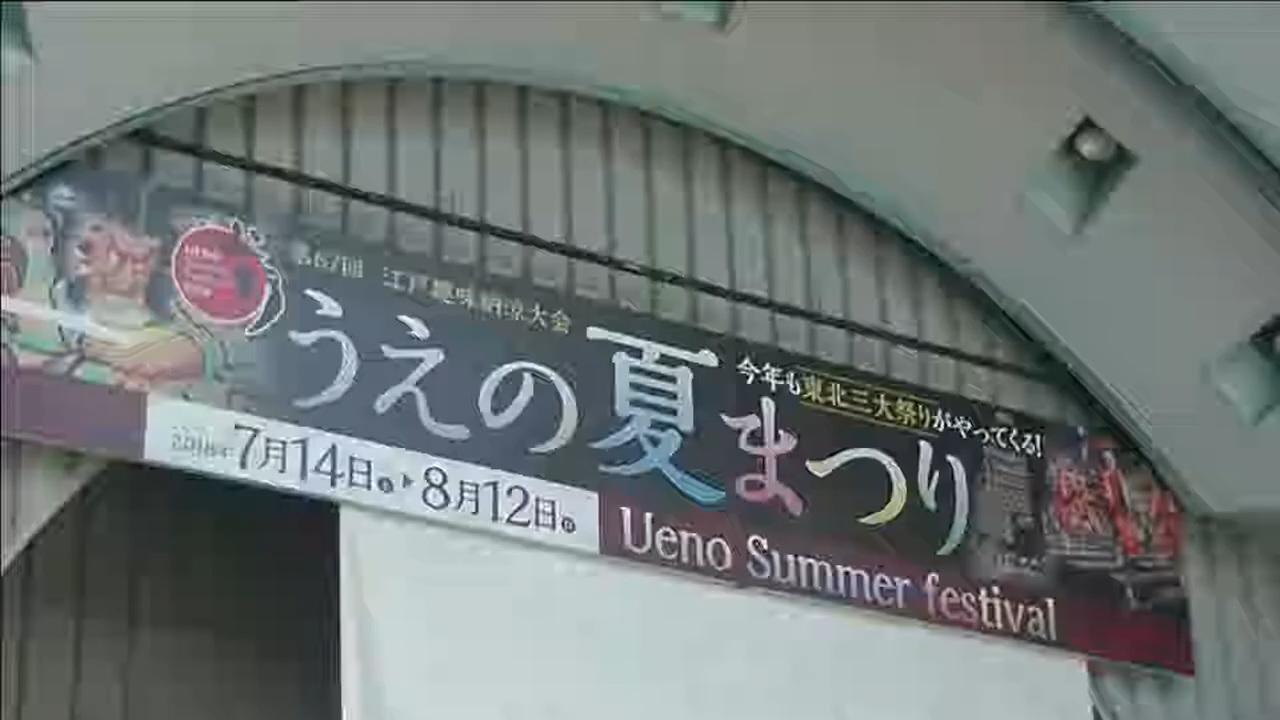 江戸趣味納涼大会
うえの夏まつり
今年も東北三大祭りがやってくる!
7月14日 ▶ 8月12日
Ueno Summer festival